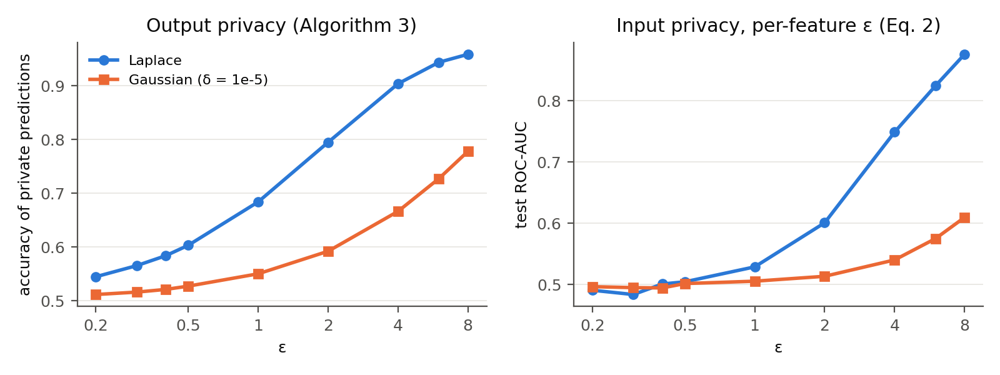 Output privacy (Algorithm 3)
accuracy of private predictions
Laplace
Gaussian (δ = 1e-5)
0.9
0.8
0.7
0.6
0.5
0.2
0.5
1
2
4
8
ε
Input privacy, per-feature ε (Eq. 2)
test ROC-AUC
0.8
0.7
0.6
0.5
0.2
0.5
1
2
4
8
ε